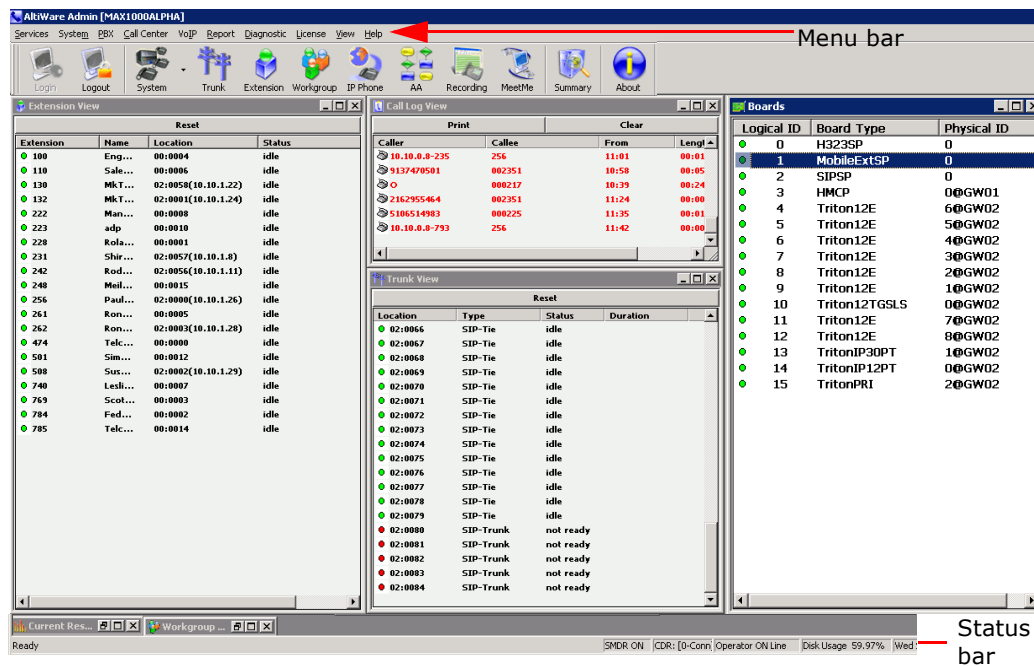 AltiWare Admin [MAX1000ALPHA]
Services System PBX Call Center VoIP Report Diagnostic License View Help
Menu bar
Login Logout System Trunk Extension Workgroup IP Phone AA Recording MeetMe Summary About
Extension View
Reset
Extension Name Location Status
100 Eng... 00:0004 idle
110 Sale... 00:0006 idle
130 MkT... 02:0058(10.10.1.22) idle
132 MkT... 02:0001(10.10.1.24) idle
222 Man... 00:0008 idle
223 adp 00:0010 idle
228 Rola... 00:0001 idle
231 Shir... 02:0057(10.10.1.8) idle
242 Rod... 02:0056(10.10.1.11) idle
248 Meil... 00:0015 idle
256 Paul... 02:0000(10.10.1.26) idle
261 Ron... 00:0005 idle
262 Ron... 02:0003(10.10.1.28) idle
474 Telc... 00:0000 idle
501 Sim... 00:0012 idle
508 Sus... 02:0002(10.10.1.29) idle
740 Lesli... 00:0007 idle
769 Scot... 00:0003 idle
784 Fed... 00:0002 idle
785 Telc... 00:0014 idle
Call Log View
Print Clear
Caller Callee From Lengt
10.10.0.8-235 256 11:01 00:01
9137470501 002351 10:58 00:05
O 000217 10:39 00:24
2162955464 002351 11:24 00:00
5106514983 000225 11:35 00:01
10.10.0.8-793 256 11:42 00:00
Trunk View
Reset
Location Type Status Duration
02:0066 SIP-Tie idle
02:0067 SIP-Tie idle
02:0068 SIP-Tie idle
02:0069 SIP-Tie idle
02:0070 SIP-Tie idle
02:0071 SIP-Tie idle
02:0072 SIP-Tie idle
02:0073 SIP-Tie idle
02:0074 SIP-Tie idle
02:0075 SIP-Tie idle
02:0076 SIP-Tie idle
02:0077 SIP-Tie idle
02:0078 SIP-Tie idle
02:0079 SIP-Tie idle
02:0080 SIP-Trunk not ready
02:0081 SIP-Trunk not ready
02:0082 SIP-Trunk not ready
02:0083 SIP-Trunk not ready
02:0084 SIP-Trunk not ready
Boards
Logical ID Board Type Physical ID
0 H323SP 0
1 MobileExtSP 0
2 SIPSP 0
3 HMCP 0@GW01
4 Triton12E 6@GW02
5 Triton12E 5@GW02
6 Triton12E 4@GW02
7 Triton12E 3@GW02
8 Triton12E 2@GW02
9 Triton12E 1@GW02
10 Triton12TGSLS 0@GW02
11 Triton12E 7@GW02
12 Triton12E 8@GW02
13 TritonIP30PT 1@GW02
14 TritonIP12PT 0@GW02
15 TritonPRI 2@GW02
Current Res... Workgroup ...
Ready SMDR ON CDR: [0-Conn Operator ON Line Disk Usage 59.97% Wed
Status
bar